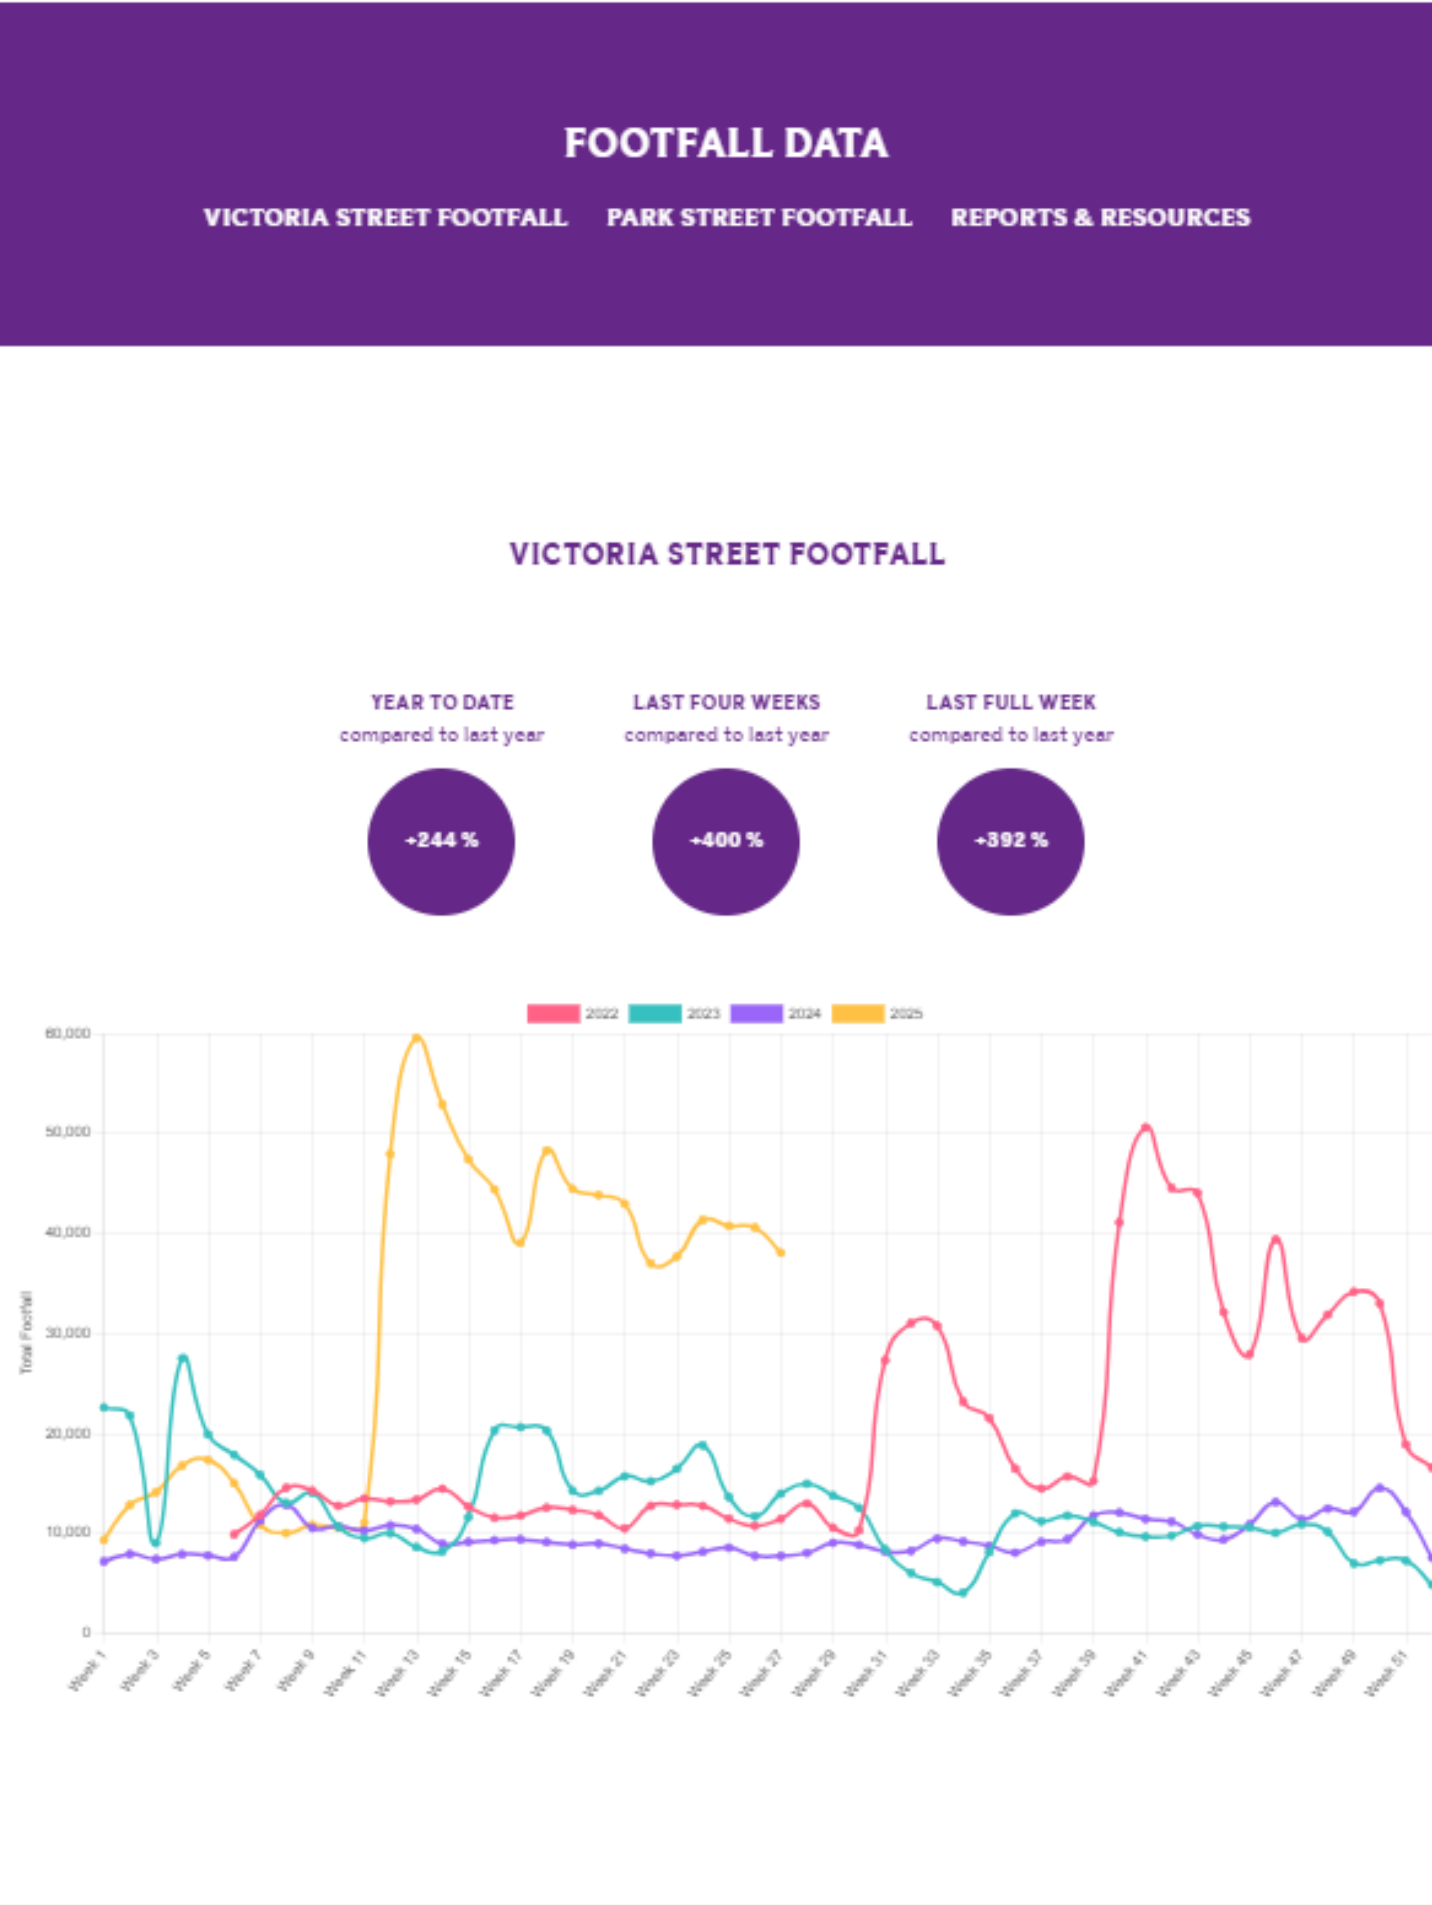 FOOTFALL DATA
VICTORIA STREET FOOTFALL PARK STREET FOOTFALL REPORTS & RESOURCES
VICTORIA STREET FOOTFALL
YEAR TO DATE LAST FOUR WEEKS LAST FULL WEEK
compared to last year compared to last year compared to last year
+244 % +400 % +392 %
2022 2023 2024 2025
60,000
50,000
40,000
30,000
20,000
10,000
0
Total Footfall
Week 1 Week 3 Week 5 Week 7 Week 9 Week 11 Week 13 Week 15 Week 17 Week 19 Week 21 Week 23 Week 25 Week 27 Week 29 Week 31 Week 33 Week 35 Week 37 Week 39 Week 41 Week 43 Week 45 Week 47 Week 49 Week 51